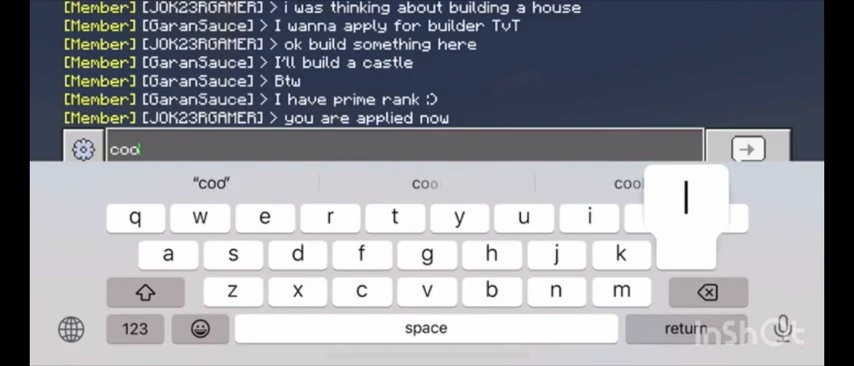 [Member] [JOK23RGAMER] > i was thinking about building a house
[Member] [GaranSauce] > I wanna apply for builder TvT
[Member] [JOK23RGAMER] > ok build something here
[Member] [GaranSauce] > I'll build a castle
[Member] [GaranSauce] > Btw
[Member] [GaranSauce] > I have prime rank :)
[Member] [JOK23RGAMER] > you are applied now
coo
"coo" coo
q w e r t y u i
l
a s d f g h j k
z x c v b n m
123 space return
InShOt